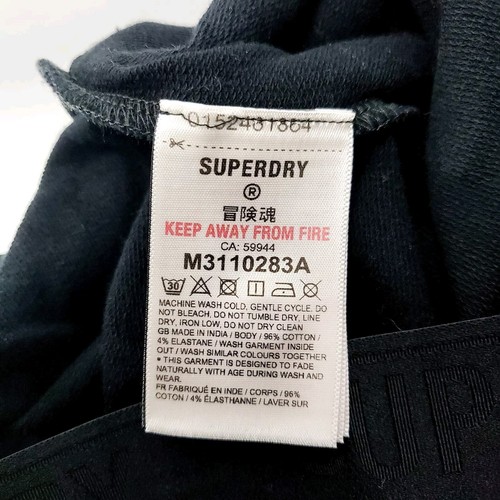 0152461864
SUPERDRY
®
冒険魂
KEEP AWAY FROM FIRE
CA: 59944
M3110283A
30
MACHINE WASH COLD, GENTLE CYCLE, DO
NOT BLEACH, DO NOT TUMBLE DRY, LINE
DRY, IRON LOW, DO NOT DRY CLEAN
GB MADE IN INDIA / BODY / 96% COTTON /
4% ELASTANE / WASH GARMENT INSIDE
OUT / WASH SIMILAR COLOURS TOGETHER
* THIS GARMENT IS DESIGNED TO FADE
NATURALLY WITH AGE DURING WASH AND
WEAR.
FR FABRIQUÉ EN INDE / CORPS / 96%
COTON / 4% ÉLASTHANNE / LAVER SUR
SUP